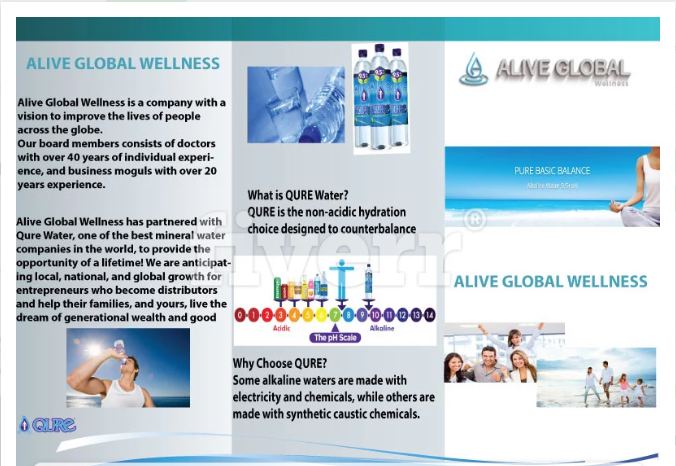 ALIVE GLOBAL WELLNESS
Alive Global Wellness is a company with a
vision to improve the lives of people
across the globe.
Our board members consists of doctors
with over 40 years of individual experi-
ence, and business moguls with over 20
years experience.
Alive Global Wellness has partnered with
Qure Water, one of the best mineral water
companies in the world, to provide the
opportunity of a lifetime! We are anticipat-
ing local, national, and global growth for
entrepreneurs who become distributors
and help their families, and yours, live the
dream of generational wealth and good
QURE
9.5
What is QURE Water?
QURE is the non-acidic hydration
choice designed to counterbalance
fiverr®
0 1 2 3 4 5 6 7 8 9 10 11 12 13 14
Acidic
Alkaline
The pH Scale
Why Choose QURE?
Some alkaline waters are made with
electricity and chemicals, while others are
made with synthetic caustic chemicals.
ALIVE GLOBAL
Wellness
PURE BASIC BALANCE
ALIVE GLOBAL WELLNESS